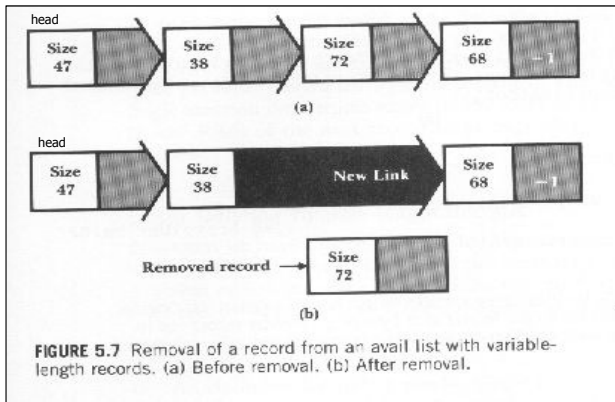 head
Size Size Size Size
47 38 72 68 −1
(a)
head
Size Size New Link Size
47 38 68 −1
Removed record Size
72
(b)
FIGURE 5.7 Removal of a record from an avail list with variable-
length records. (a) Before removal. (b) After removal.